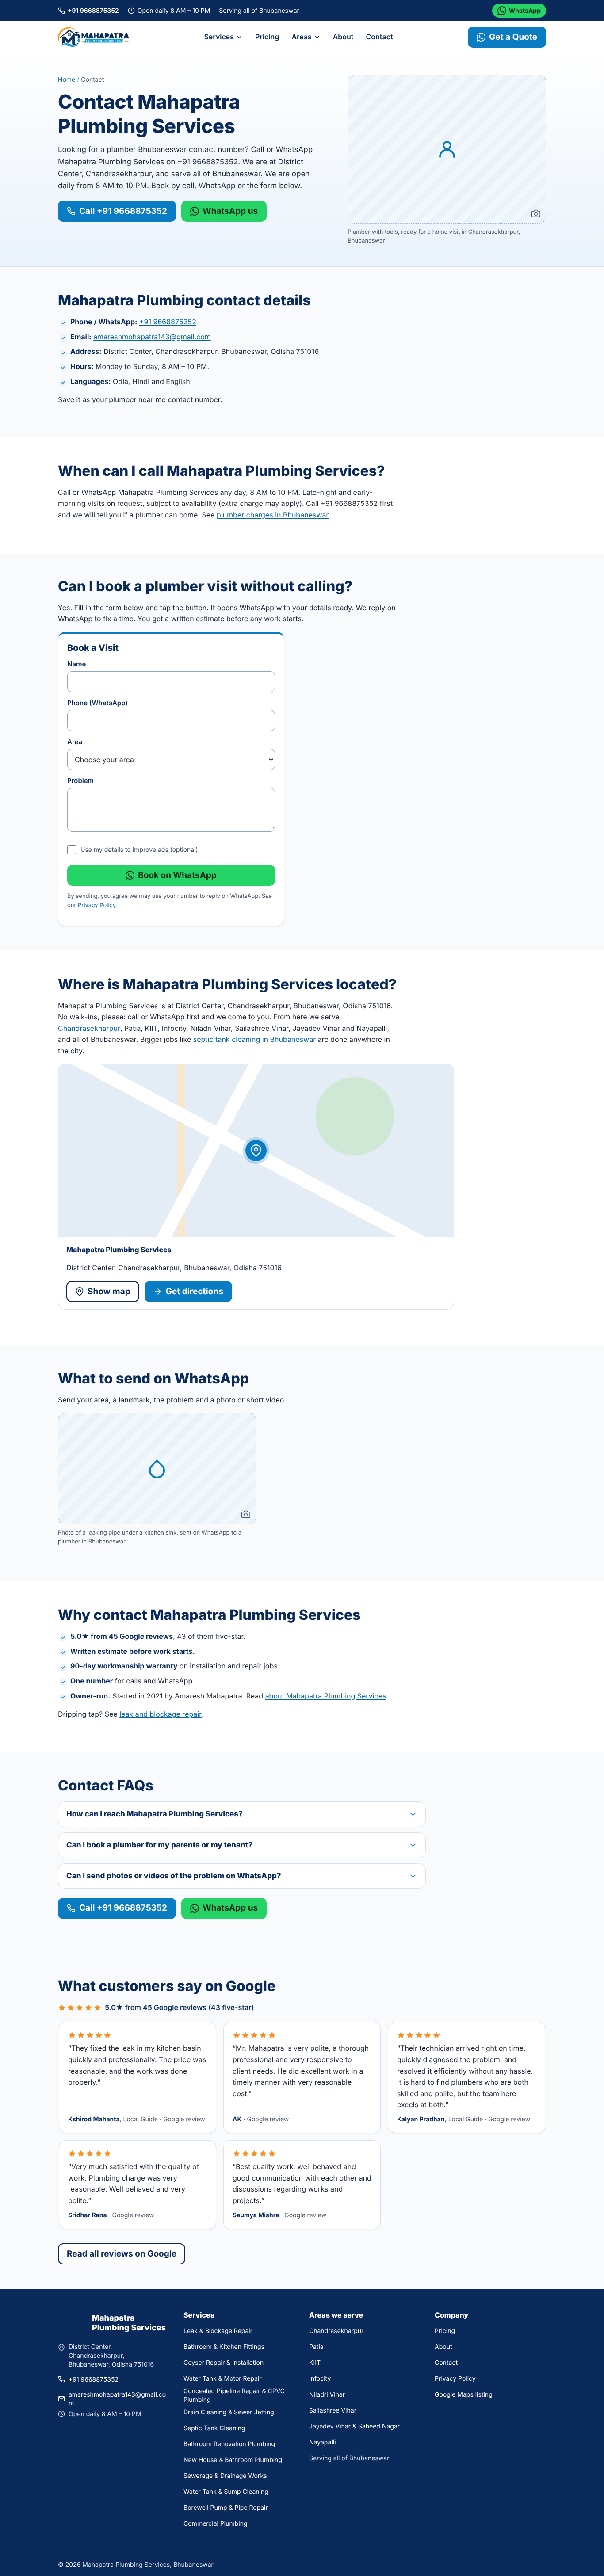 +91 9668875352 Open daily 8 AM – 10 PM Serving all of Bhubaneswar WhatsApp
MAHAPATRA
PLUMBING SERVICES
Services Pricing Areas About Contact Get a Quote
Home / Contact
Contact Mahapatra
Plumbing Services
Looking for a plumber Bhubaneswar contact number? Call or WhatsApp
Mahapatra Plumbing Services on +91 9668875352. We are at District
Center, Chandrasekharpur, and serve all of Bhubaneswar. We are open
daily from 8 AM to 10 PM. Book by call, WhatsApp or the form below.
Call +91 9668875352 WhatsApp us
Plumber with tools, ready for a home visit in Chandrasekharpur,
Bhubaneswar
Mahapatra Plumbing contact details
Phone / WhatsApp: +91 9668875352
Email: amareshmohapatra143@gmail.com
Address: District Center, Chandrasekharpur, Bhubaneswar, Odisha 751016
Hours: Monday to Sunday, 8 AM – 10 PM.
Languages: Odia, Hindi and English.
Save it as your plumber near me contact number.
When can I call Mahapatra Plumbing Services?
Call or WhatsApp Mahapatra Plumbing Services any day, 8 AM to 10 PM. Late-night and early-
morning visits on request, subject to availability (extra charge may apply). Call +91 9668875352 first
and we will tell you if a plumber can come. See plumber charges in Bhubaneswar.
Can I book a plumber visit without calling?
Yes. Fill in the form below and tap the button. It opens WhatsApp with your details ready. We reply on
WhatsApp to fix a time. You get a written estimate before any work starts.
Book a Visit
Name
Phone (WhatsApp)
Area
Choose your area
Problem
Use my details to improve ads (optional)
Book on WhatsApp
By sending, you agree we may use your number to reply on WhatsApp. See
our Privacy Policy.
Where is Mahapatra Plumbing Services located?
Mahapatra Plumbing Services is at District Center, Chandrasekharpur, Bhubaneswar, Odisha 751016.
No walk-ins, please: call or WhatsApp first and we come to you. From here we serve
Chandrasekharpur, Patia, KIIT, Infocity, Niladri Vihar, Sailashree Vihar, Jayadev Vihar and Nayapalli,
and all of Bhubaneswar. Bigger jobs like septic tank cleaning in Bhubaneswar are done anywhere in
the city.
Mahapatra Plumbing Services
District Center, Chandrasekharpur, Bhubaneswar, Odisha 751016
Show map Get directions
What to send on WhatsApp
Send your area, a landmark, the problem and a photo or short video.
Photo of a leaking pipe under a kitchen sink, sent on WhatsApp to a
plumber in Bhubaneswar
Why contact Mahapatra Plumbing Services
5.0★ from 45 Google reviews, 43 of them five-star.
Written estimate before work starts.
90-day workmanship warranty on installation and repair jobs.
One number for calls and WhatsApp.
Owner-run. Started in 2021 by Amaresh Mahapatra. Read about Mahapatra Plumbing Services.
Dripping tap? See leak and blockage repair.
Contact FAQs
How can I reach Mahapatra Plumbing Services?
Can I book a plumber for my parents or my tenant?
Can I send photos or videos of the problem on WhatsApp?
Call +91 9668875352 WhatsApp us
What customers say on Google
★★★★★ 5.0★ from 45 Google reviews (43 five-star)
★★★★★
“They fixed the leak in my kitchen basin
quickly and professionally. The price was
reasonable, and the work was done
properly.”
Kshirod Mahanta, Local Guide · Google review
★★★★★
“Mr. Mahapatra is very polite, a thorough
professional and very responsive to
client needs. He did excellent work in a
timely manner with very reasonable
cost.”
AK · Google review
★★★★★
“Their technician arrived right on time,
quickly diagnosed the problem, and
resolved it efficiently without any hassle.
It is hard to find plumbers who are both
skilled and polite, but the team here
excels at both.”
Kalyan Pradhan, Local Guide · Google review
★★★★★
“Very much satisfied with the quality of
work. Plumbing charge was very
reasonable. Well behaved and very
polite.”
Sridhar Rana · Google review
★★★★★
“Best quality work, well behaved and
good communication with each other and
discussions regarding works and
projects.”
Saumya Mishra · Google review
Read all reviews on Google
Mahapatra
Plumbing Services
District Center,
Chandrasekharpur,
Bhubaneswar, Odisha 751016
+91 9668875352
amareshmohapatra143@gmail.co
m
Open daily 8 AM – 10 PM
Services
Leak & Blockage Repair
Bathroom & Kitchen Fittings
Geyser Repair & Installation
Water Tank & Motor Repair
Concealed Pipeline Repair & CPVC
Plumbing
Drain Cleaning & Sewer Jetting
Septic Tank Cleaning
Bathroom Renovation Plumbing
New House & Bathroom Plumbing
Sewerage & Drainage Works
Water Tank & Sump Cleaning
Borewell Pump & Pipe Repair
Commercial Plumbing
Areas we serve
Chandrasekharpur
Patia
KIIT
Infocity
Niladri Vihar
Sailashree Vihar
Jayadev Vihar & Saheed Nagar
Nayapalli
Serving all of Bhubaneswar
Company
Pricing
About
Contact
Privacy Policy
Google Maps listing
© 2026 Mahapatra Plumbing Services, Bhubaneswar.